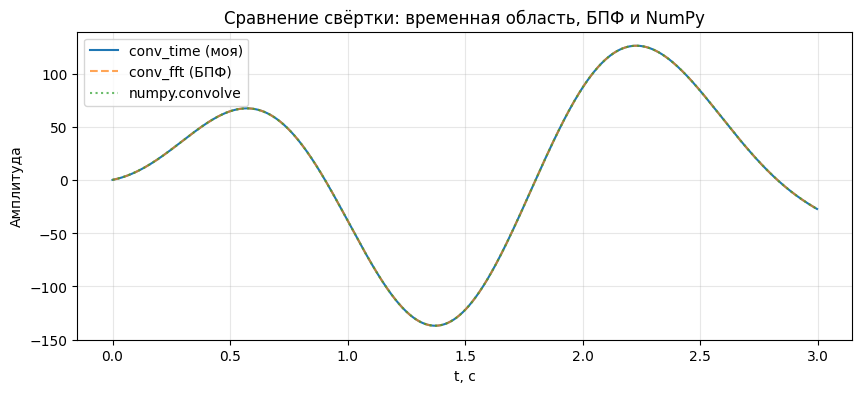 Сравнение свёртки: временная область, БПФ и NumPy
conv_time (моя)
conv_fft (БПФ)
numpy.convolve
Амплитуда
100
50
0
−50
−100
−150
0.0
0.5
1.0
1.5
2.0
2.5
3.0
t, с